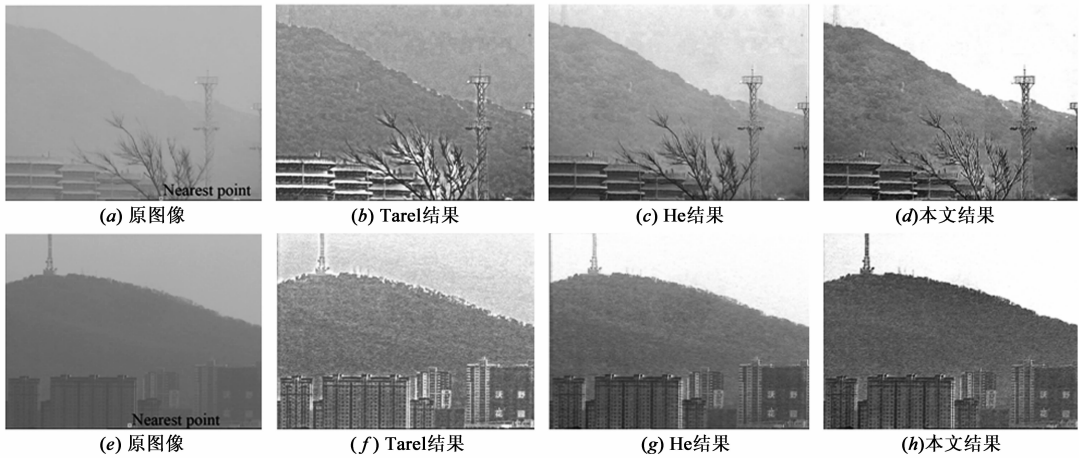 Nearest point
(a) 原图像
(b) Tarel结果
(c) He结果
(d)本文结果
Nearest point
(e) 原图像
(f) Tarel结果
(g) He结果
(h)本文结果